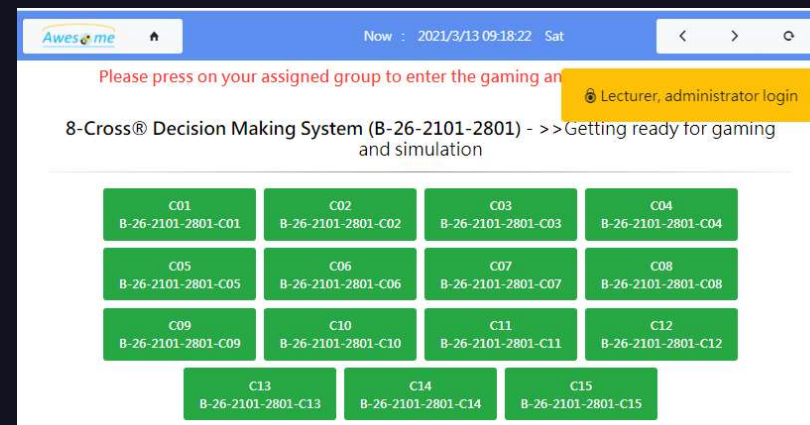 Awesome
Now : 2021/3/13 09:18:22 Sat
Please press on your assigned group to enter the gaming an
Lecturer, administrator login
8-Cross® Decision Making System (B-26-2101-2801) - >>Getting ready for gaming
and simulation
C01 C02 C03 C04
B-26-2101-2801-C01 B-26-2101-2801-C02 B-26-2101-2801-C03 B-26-2101-2801-C04
C05 C06 C07 C08
B-26-2101-2801-C05 B-26-2101-2801-C06 B-26-2101-2801-C07 B-26-2101-2801-C08
C09 C10 C11 C12
B-26-2101-2801-C09 B-26-2101-2801-C10 B-26-2101-2801-C11 B-26-2101-2801-C12
C13 C14 C15
B-26-2101-2801-C13 B-26-2101-2801-C14 B-26-2101-2801-C15